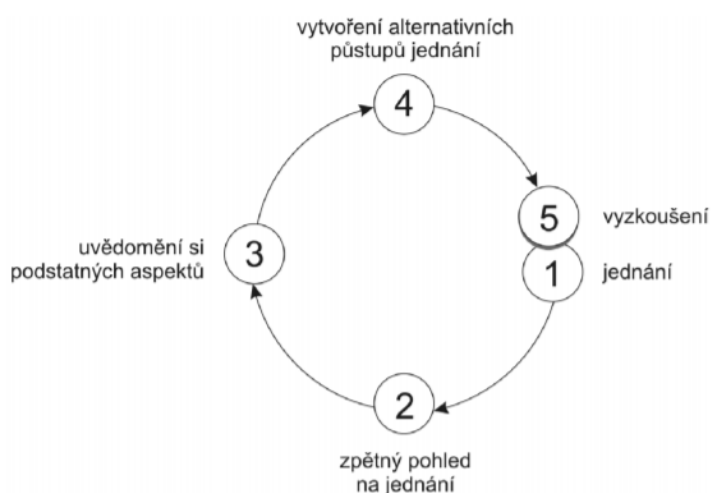 vytvoření alternativních
půstupů jednání
4
5
vyzkoušení
1
jednání
uvědomění si
podstatných aspektů
3
2
zpětný pohled
na jednání